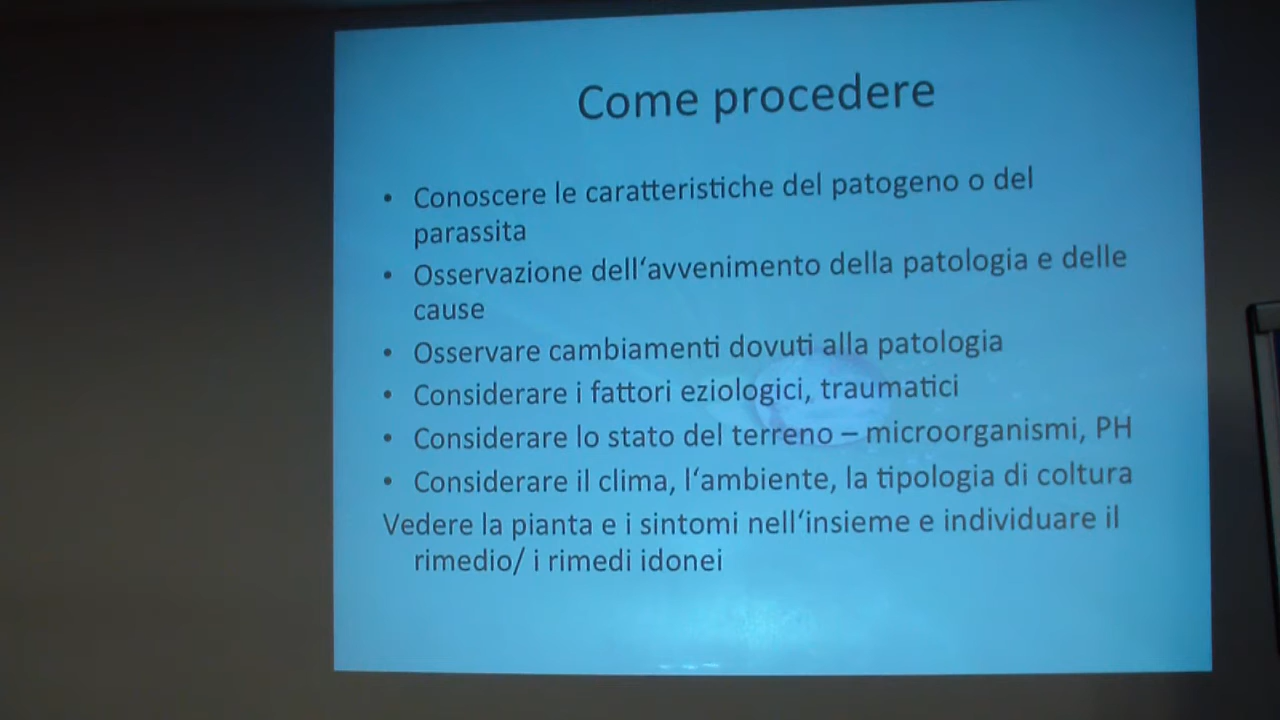 Come procedere
• Conoscere le caratteristiche del patogeno o del
parassita
• Osservazione dell‘avvenimento della patologia e delle
cause
• Osservare cambiamenti dovuti alla patologia
• Considerare i fattori eziologici, traumatici
• Considerare lo stato del terreno – microorganismi, PH
• Considerare il clima, l‘ambiente, la tipologia di coltura
Vedere la pianta e i sintomi nell‘insieme e individuare il
rimedio/ i rimedi idonei